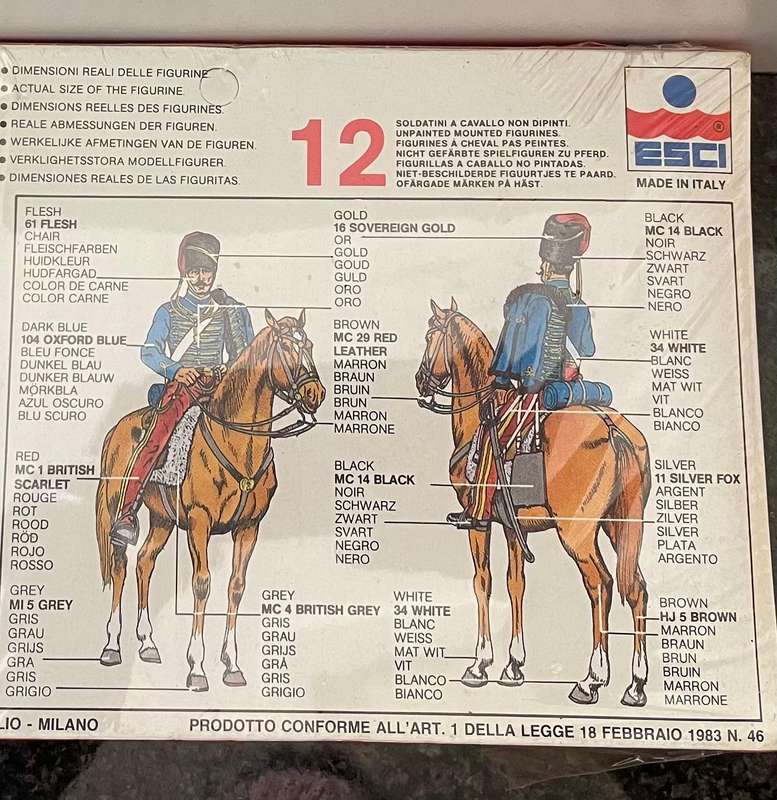 DIMENSIONI REALI DELLE FIGURINE
ACTUAL SIZE OF THE FIGURINE.
DIMENSIONS REELLES DES FIGURINES.
REALE ABMESSUNGEN DER FIGUREN.
WERKELIJKE AFMETINGEN VAN DE FIGUREN.
VERKLIGHETSSTORA MODELLFIGURER.
DIMENSIONES REALES DE LAS FIGURITAS.
12
SOLDATINI A CAVALLO NON DIPINTI.
UNPAINTED MOUNTED FIGURINES.
FIGURINES À CHEVAL PAS PEINTES.
NICHT GEFÄRBTE SPIELFIGUREN ZU PFERD.
FIGURILLAS A CABALLO NO PINTADAS.
NIET-BESCHILDERDE FIGUURTJES TE PAARD.
OFÄRGADE MÄRKEN PÅ HÄST.
®
ESCI
MADE IN ITALY
FLESH
61 FLESH
CHAIR
FLEISCHFARBEN
HUIDKLEUR
HUDFARGAD
COLOR DE CARNE
COLOR CARNE
GOLD
16 SOVEREIGN GOLD
OR
GOLD
GOUD
GULD
ORO
ORO
BLACK
MC 14 BLACK
NOIR
SCHWARZ
ZWART
SVART
NEGRO
NERO
DARK BLUE
104 OXFORD BLUE
BLEU FONCE
DUNKEL BLAU
DUNKER BLAUW
MÖRKBLA
AZUL OSCURO
BLU SCURO
BROWN
MC 29 RED
LEATHER
MARRON
BRAUN
BRUIN
BRUN
MARRON
MARRONE
WHITE
34 WHITE
BLANC
WEISS
MAT WIT
VIT
BLANCO
BIANCO
RED
MC 1 BRITISH
SCARLET
ROUGE
ROT
ROOD
RÖD
ROJO
ROSSO
BLACK
MC 14 BLACK
NOIR
SCHWARZ
ZWART
SVART
NEGRO
NERO
SILVER
11 SILVER FOX
ARGENT
SILBER
ZILVER
SILVER
PLATA
ARGENTO
GREY
MI 5 GREY
GRIS
GRAU
GRIJS
GRA
GRIS
GRIGIO
GREY
MC 4 BRITISH GREY
GRIS
GRAU
GRIJS
GRÅ
GRIS
GRIGIO
WHITE
34 WHITE
BLANC
WEISS
MAT WIT
VIT
BLANCO
BIANCO
BROWN
HJ 5 BROWN
MARRON
BRAUN
BRUN
BRUIN
MARRON
MARRONE
LIO - MILANO
PRODOTTO CONFORME ALL'ART. 1 DELLA LEGGE 18 FEBBRAIO 1983 N. 46